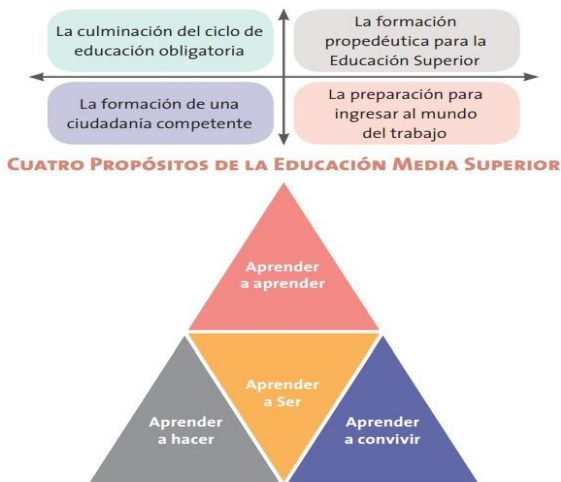 La culminación del ciclo de
educación obligatoria
La formación
propedéutica para la
Educación Superior
La formación de una
ciudadanía competente
La preparación para
ingresar al mundo
del trabajo
Cuatro Propósitos de la Educación Media Superior
Aprender
a aprender
Aprender
a Ser
Aprender
a hacer
Aprender
a convivir